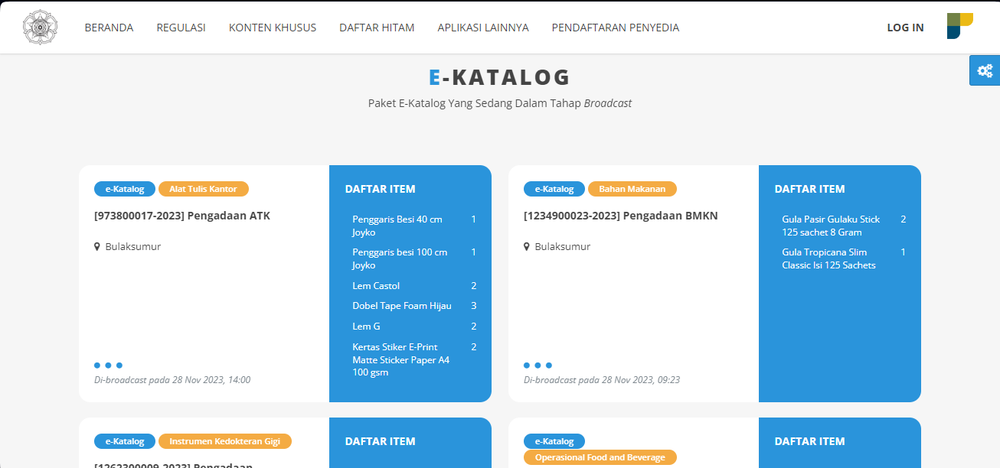 BERANDA REGULASI KONTEN KHUSUS DAFTAR HITAM APLIKASI LAINNYA PENDAFTARAN PENYEDIA LOG IN
E-KATALOG
Paket E-Katalog Yang Sedang Dalam Tahap Broadcast
e-Katalog Alat Tulis Kantor
[973800017-2023] Pengadaan ATK
Bulaksumur
Di-broadcast pada 28 Nov 2023, 14:00
DAFTAR ITEM
Penggaris Besi 40 cm 1
Joyko
Penggaris besi 100 cm 1
Joyko
Lem Castol 2
Dobel Tape Foam Hijau 3
Lem G 2
Kertas Stiker E-Print 2
Matte Sticker Paper A4
100 gsm
e-Katalog Bahan Makanan
[1234900023-2023] Pengadaan BMKN
Bulaksumur
Di-broadcast pada 28 Nov 2023, 09:23
DAFTAR ITEM
Gula Pasir Gulaku Stick 2
125 sachet 8 Gram
Gula Tropicana Slim 1
Classic Isi 125 Sachets
e-Katalog Instrumen Kedokteran Gigi
[1262300009-2023] Pengadaan
DAFTAR ITEM
e-Katalog
Operasional Food and Beverage
DAFTAR ITEM